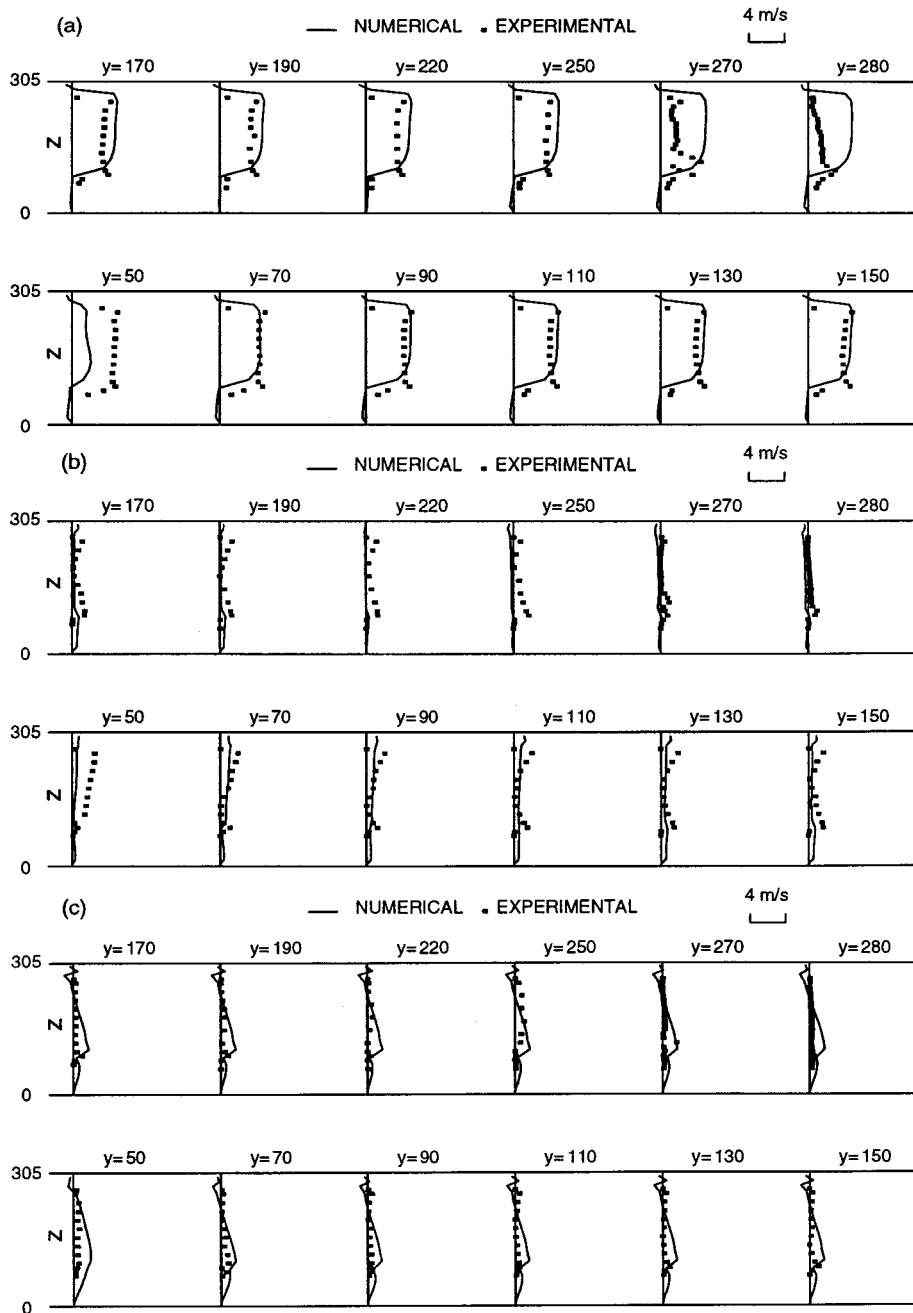 (a) — NUMERICAL ▪ EXPERIMENTAL 4 m/s
y=170 y=190 y=220 y=250 y=270 y=280
305
Z
0
y=50 y=70 y=90 y=110 y=130 y=150
305
Z
0
(b) — NUMERICAL ▪ EXPERIMENTAL 4 m/s
y=170 y=190 y=220 y=250 y=270 y=280
305
Z
0
y=50 y=70 y=90 y=110 y=130 y=150
305
Z
0
(c) — NUMERICAL ▪ EXPERIMENTAL 4 m/s
y=170 y=190 y=220 y=250 y=270 y=280
305
Z
0
y=50 y=70 y=90 y=110 y=130 y=150
305
Z
0